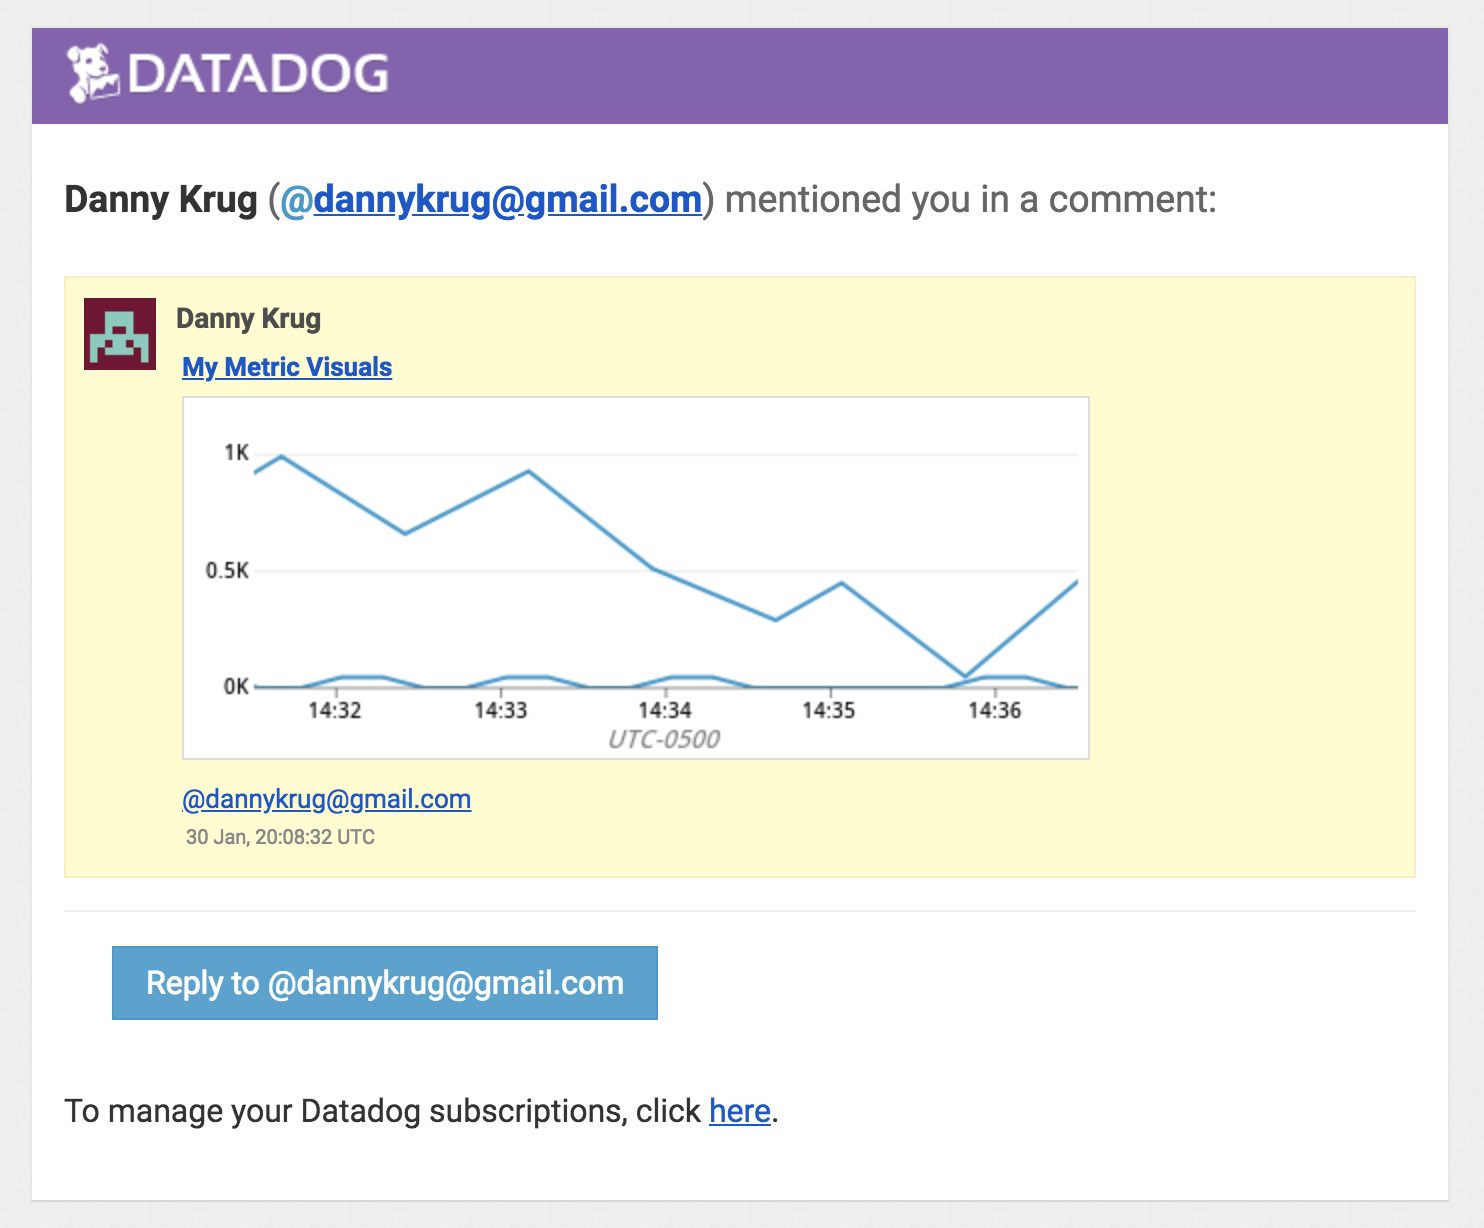 DATADOG
Danny Krug (@dannykrug@gmail.com) mentioned you in a comment:
Danny Krug
My Metric Visuals
1K
0.5K
0K
14:32 14:33 14:34 14:35 14:36
UTC-0500
@dannykrug@gmail.com
30 Jan, 20:08:32 UTC
Reply to @dannykrug@gmail.com
To manage your Datadog subscriptions, click here.